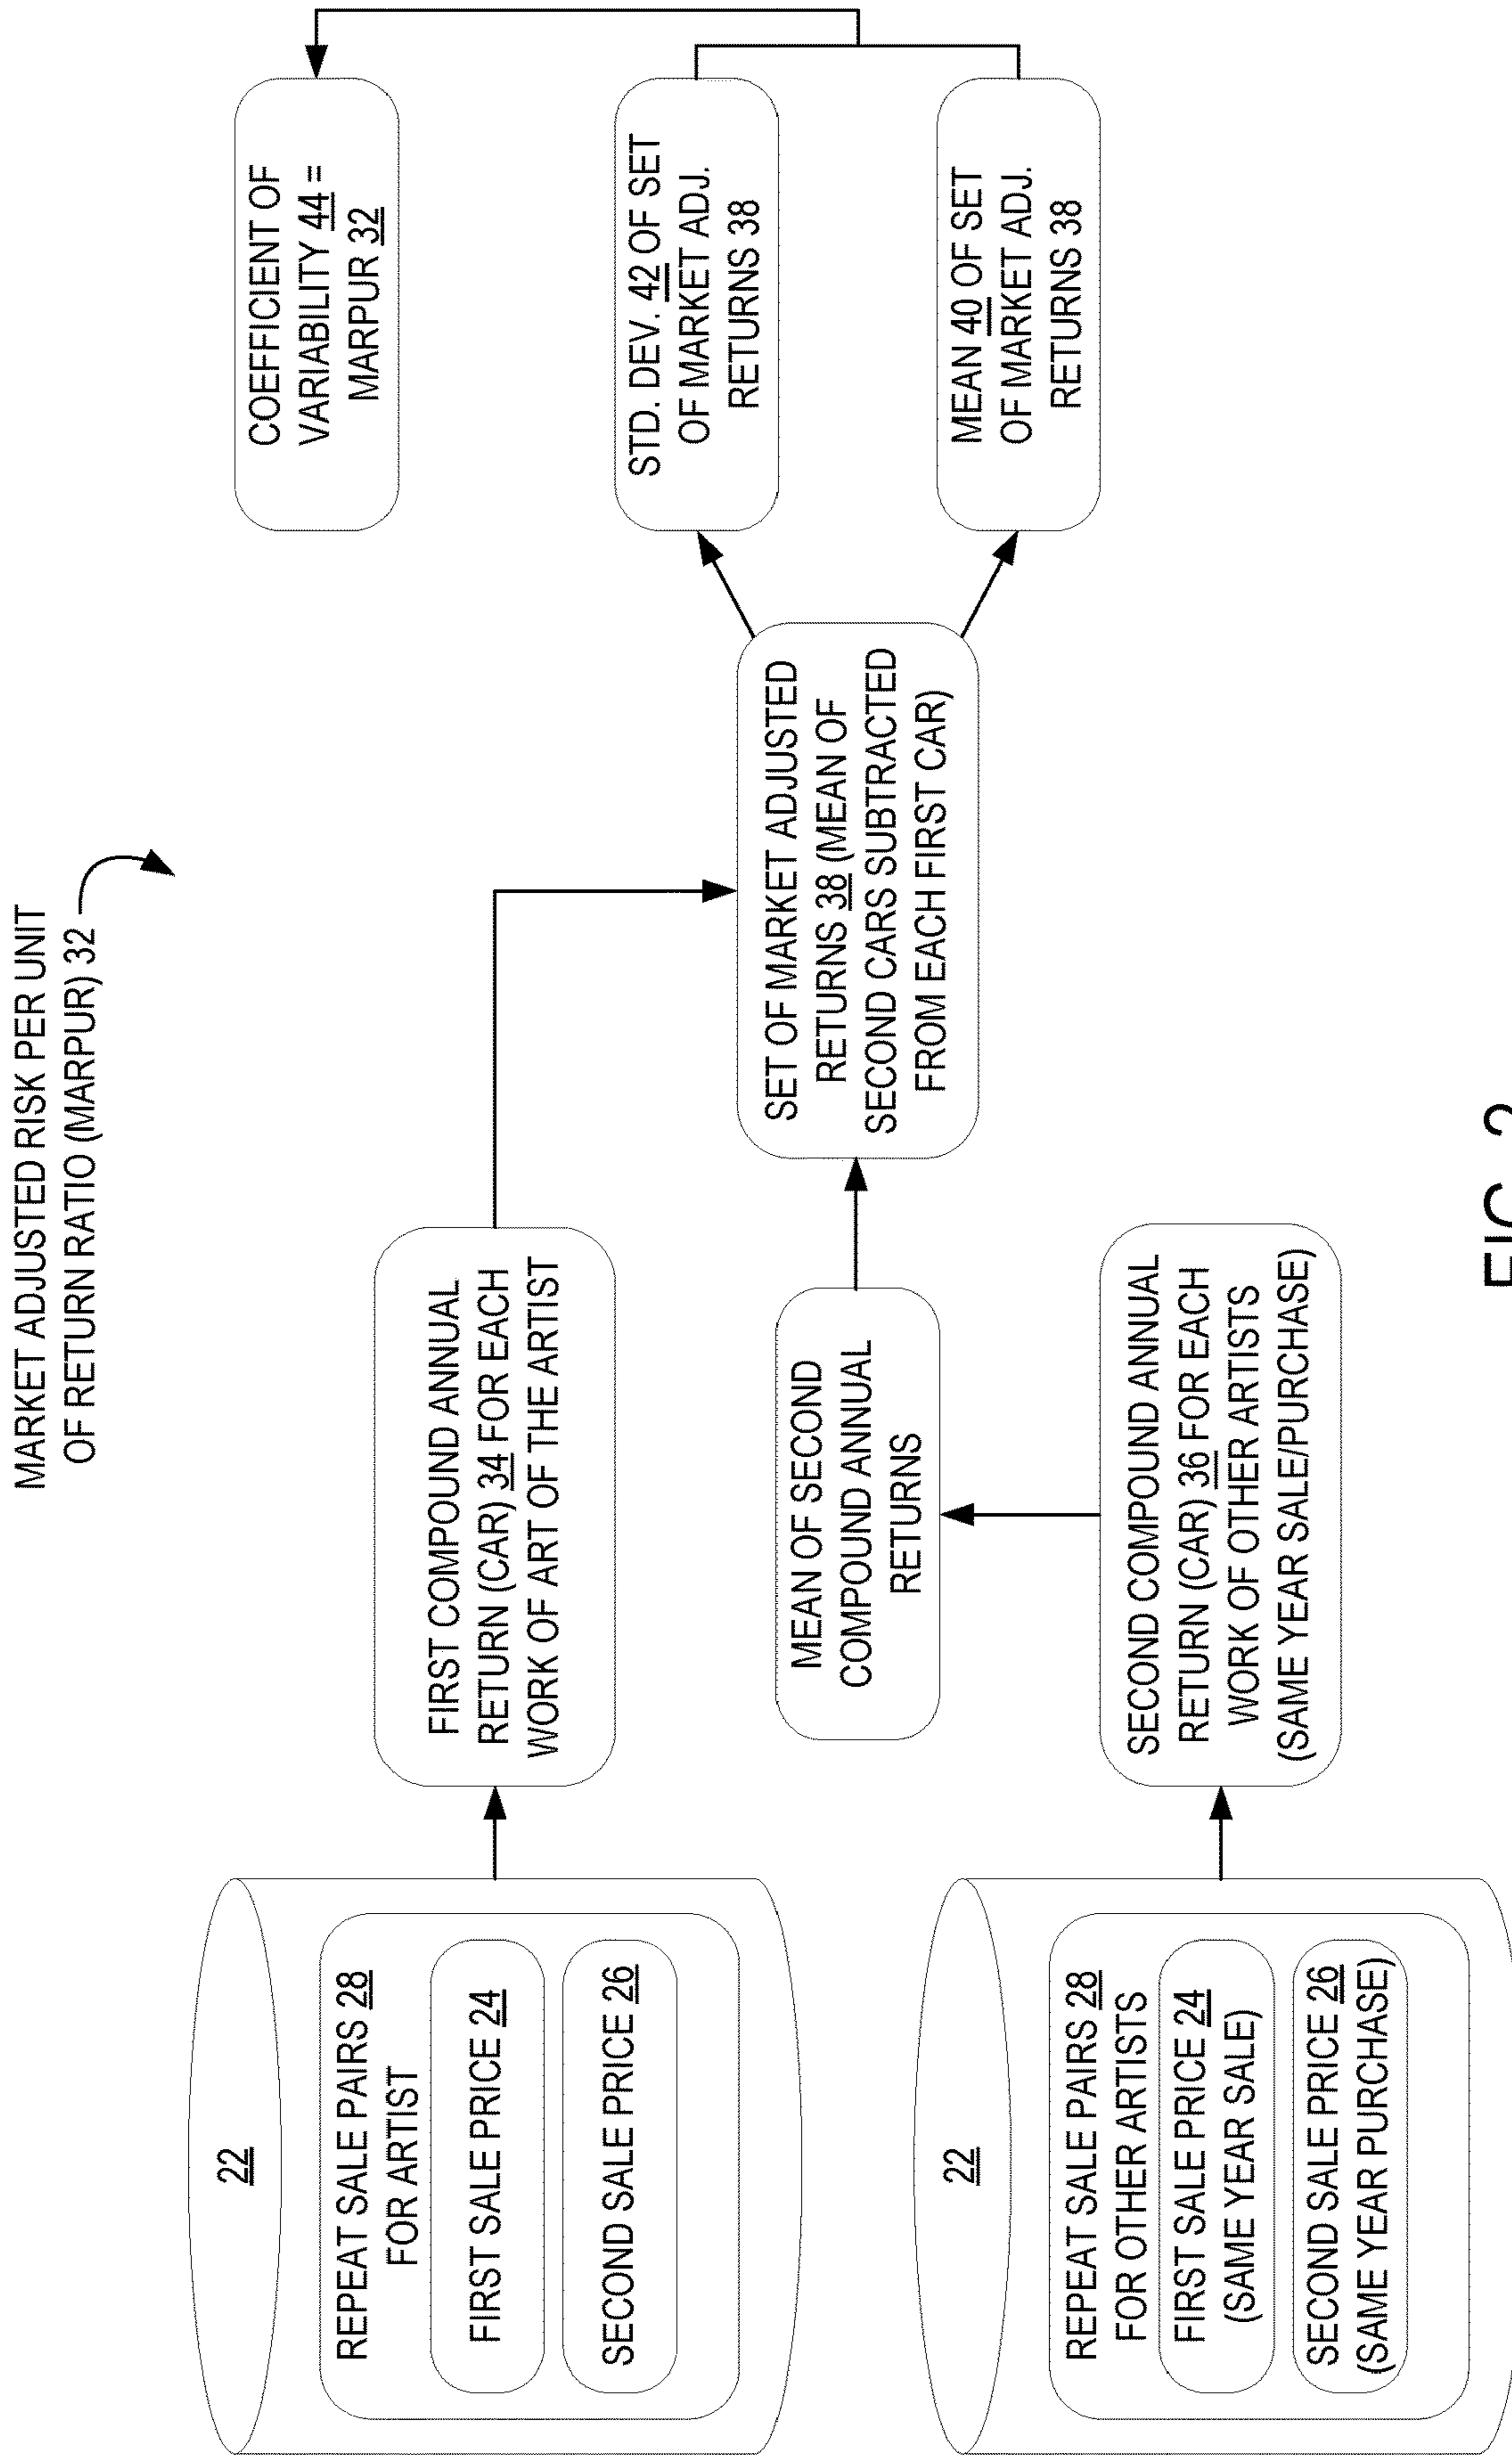 MARKET ADJUSTED RISK PER UNIT
OF RETURN RATIO (MARPUR) 32
22
REPEAT SALE PAIRS 28
FOR ARTIST
FIRST SALE PRICE 24
SECOND SALE PRICE 26
FIRST COMPOUND ANNUAL
RETURN (CAR) 34 FOR EACH
WORK OF ART OF THE ARTIST
22
REPEAT SALE PAIRS 28
FOR OTHER ARTISTS
FIRST SALE PRICE 24
(SAME YEAR SALE)
SECOND SALE PRICE 26
(SAME YEAR PURCHASE)
SECOND COMPOUND ANNUAL
RETURN (CAR) 36 FOR EACH
WORK OF OTHER ARTISTS
(SAME YEAR SALE/PURCHASE)
MEAN OF SECOND
COMPOUND ANNUAL
RETURNS
SET OF MARKET ADJUSTED
RETURNS 38 (MEAN OF
SECOND CARS SUBTRACTED
FROM EACH FIRST CAR)
STD. DEV. 42 OF SET
OF MARKET ADJ.
RETURNS 38
MEAN 40 OF SET
OF MARKET ADJ.
RETURNS 38
COEFFICIENT OF
VARIABILITY 44 =
MARPUR 32
FIG. 2